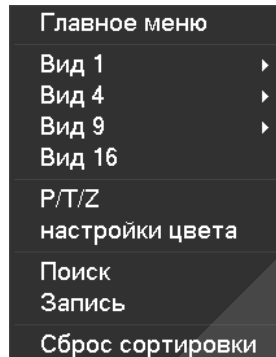 Главное меню
Вид 1
Вид 4
Вид 9
Вид 16
P/T/Z
настройки цвета
Поиск
Запись
Сброс сортировки